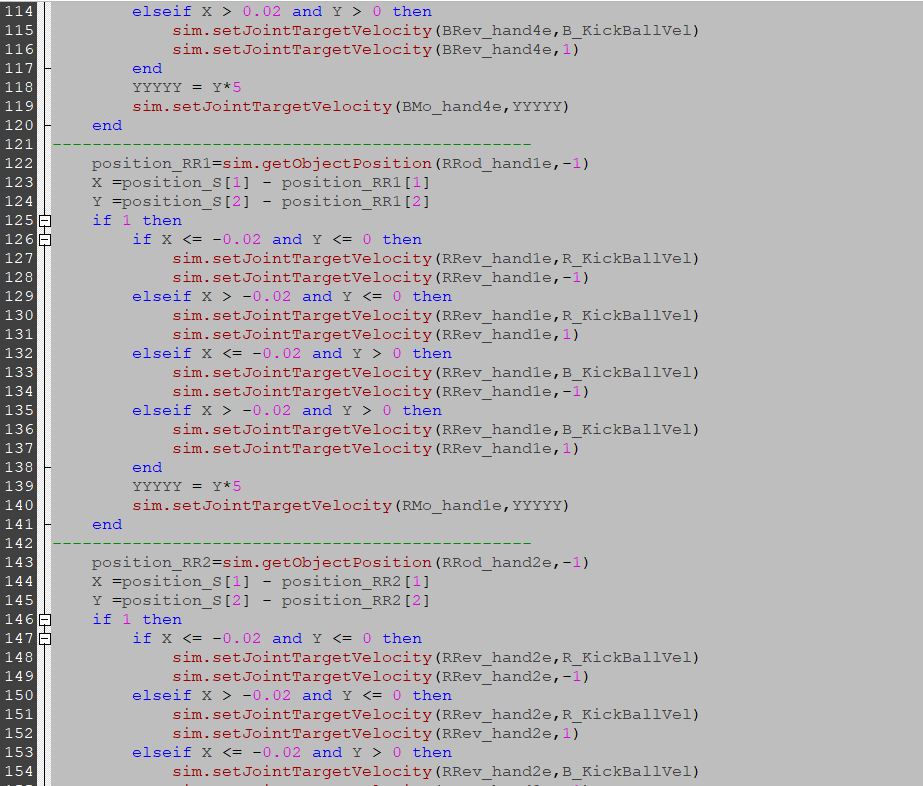 114         elseif X > 0.02 and Y > 0 then
115             sim.setJointTargetVelocity(BRev_hand4e,B_KickBallVel)
116             sim.setJointTargetVelocity(BRev_hand4e,1)
117         end
118         YYYYY = Y*5
119         sim.setJointTargetVelocity(BMo_hand4e,YYYYY)
120     end
121 ------------------------------------------------
122     position_RR1=sim.getObjectPosition(RRod_hand1e,-1)
123     X =position_S[1] - position_RR1[1]
124     Y =position_S[2] - position_RR1[2]
125     if 1 then
126         if X <= -0.02 and Y <= 0 then
127             sim.setJointTargetVelocity(RRev_hand1e,R_KickBallVel)
128             sim.setJointTargetVelocity(RRev_hand1e,-1)
129         elseif X > -0.02 and Y <= 0 then
130             sim.setJointTargetVelocity(RRev_hand1e,R_KickBallVel)
131             sim.setJointTargetVelocity(RRev_hand1e,1)
132         elseif X <= -0.02 and Y > 0 then
133             sim.setJointTargetVelocity(RRev_hand1e,B_KickBallVel)
134             sim.setJointTargetVelocity(RRev_hand1e,-1)
135         elseif X > -0.02 and Y > 0 then
136             sim.setJointTargetVelocity(RRev_hand1e,B_KickBallVel)
137             sim.setJointTargetVelocity(RRev_hand1e,1)
138         end
139         YYYYY = Y*5
140         sim.setJointTargetVelocity(RMo_hand1e,YYYYY)
141     end
142 ------------------------------------------------
143     position_RR2=sim.getObjectPosition(RRod_hand2e,-1)
144     X =position_S[1] - position_RR2[1]
145     Y =position_S[2] - position_RR2[2]
146     if 1 then
147         if X <= -0.02 and Y <= 0 then
148             sim.setJointTargetVelocity(RRev_hand2e,R_KickBallVel)
149             sim.setJointTargetVelocity(RRev_hand2e,-1)
150         elseif X > -0.02 and Y <= 0 then
151             sim.setJointTargetVelocity(RRev_hand2e,R_KickBallVel)
152             sim.setJointTargetVelocity(RRev_hand2e,1)
153         elseif X <= -0.02 and Y > 0 then
154             sim.setJointTargetVelocity(RRev_hand2e,B_KickBallVel)